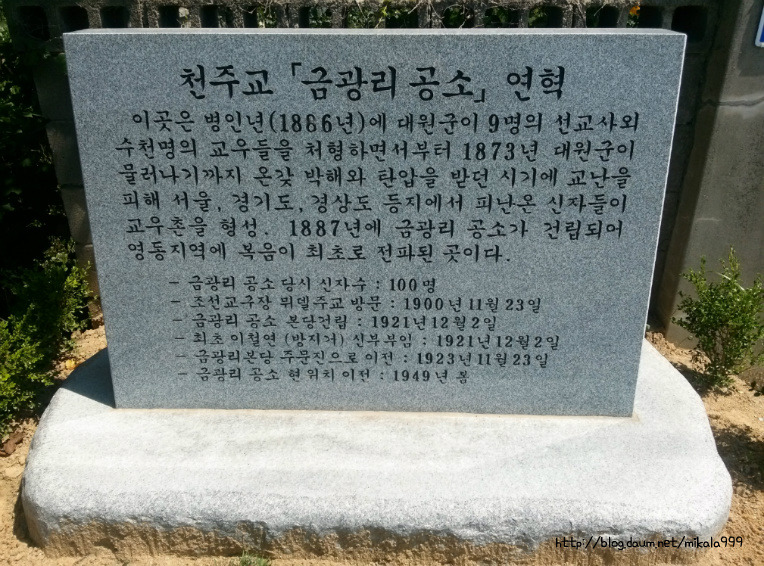 천주교 「금광리 공소」 연혁
이곳은 병인년(1866년)에 대원군이 9명의 선교사외
수천명의 교우들을 처형하면서부터 1873년 대원군이
물러나기까지 온갖 박해와 탄압을 받던 시기에 교난을
피해 서울, 경기도, 경상도 등지에서 피난온 신자들이
교우촌을 형성. 1887년에 금광리 공소가 건립되어
영동지역에 복음이 최초로 전파된 곳이다.
- 금광리 공소 당시 신자수 : 100명
- 조선교구장 뮈델주교 방문 : 1900년 11월 23일
- 금광리 공소 본당건립 : 1921년 12월 2일
- 최초 이철연 (방지거) 신부부임 : 1921년 12월 2일
- 금광리본당 주문진으로 이전 : 1923년 11월 23일
- 금광리 공소 현 위치 이전 : 1949년 봄
http://blog.daum.net/mikala999